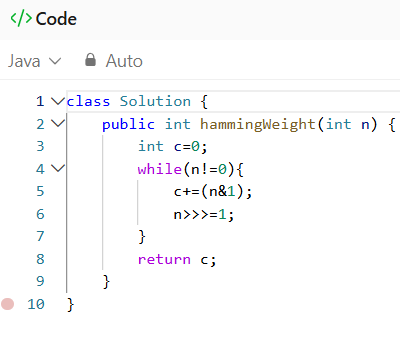 </> Code
Java Auto
1 class Solution {
2     public int hammingWeight(int n) {
3         int c=0;
4         while(n!=0){
5             c+=(n&1);
6             n>>>=1;
7         }
8         return c;
9     }
10 }